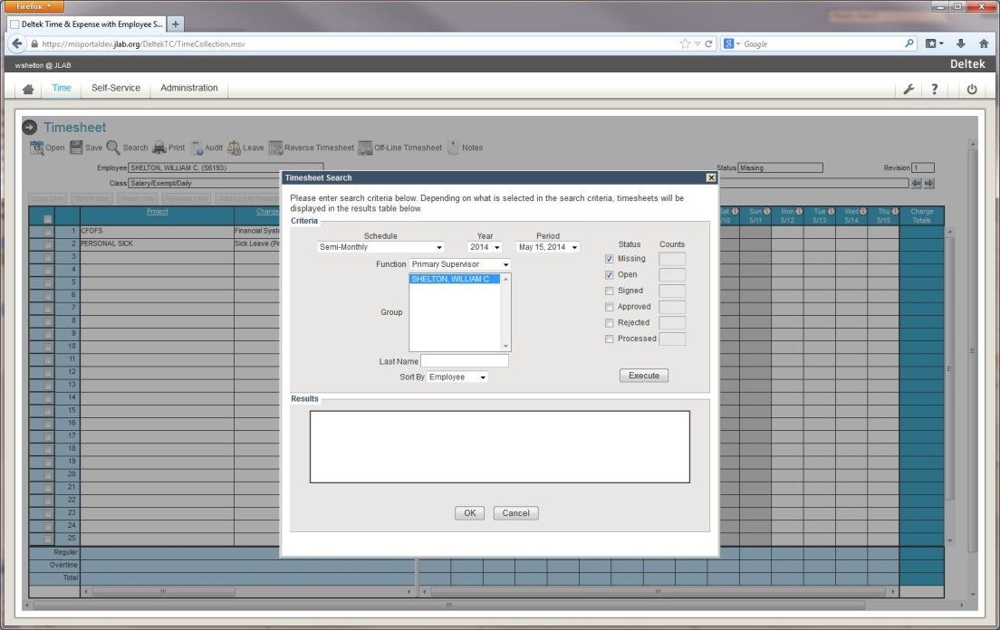 Firefox
Deltek Time & Expense with Employee S...
https://misportaldev.jlab.org/DeltekTC/TimeCollection.msv
Google
wshelton @ JLAB
Deltek
Time Self-Service Administration
Timesheet
Open Save Search Print Audit Leave Reverse Timesheet Off-Line Timesheet Notes
Employee SHELTON, WILLIAM C. (S6193) Status Missing Revision 1
Class Salary/Exempt/Daily
Copy Line Delete Line Reset Line Reverse Line Add Line to Favorites
Project Charge
Sat 5/10 Sun 5/11 Mon 5/12 Tue 5/13 Wed 5/14 Thu 5/15 Charge Totals
1 CFOFS Financial Syst
2 PERSONAL SICK Sick Leave (Pe
3
4
5
6
7
8
9
10
11
12
13
14
15
16
17
18
19
20
21
22
23
24
25
Regular
Overtime
Total
Timesheet Search
Please enter search criteria below. Depending on what is selected in the search criteria, timesheets will be
displayed in the results table below.
Criteria
Schedule Year Period
Semi-Monthly 2014 May 15, 2014
Function Primary Supervisor
SHELTON, WILLIAM C
Group
Last Name
Sort By Employee
Status Counts
Missing
Open
Signed
Approved
Rejected
Processed
Execute
Results
OK Cancel